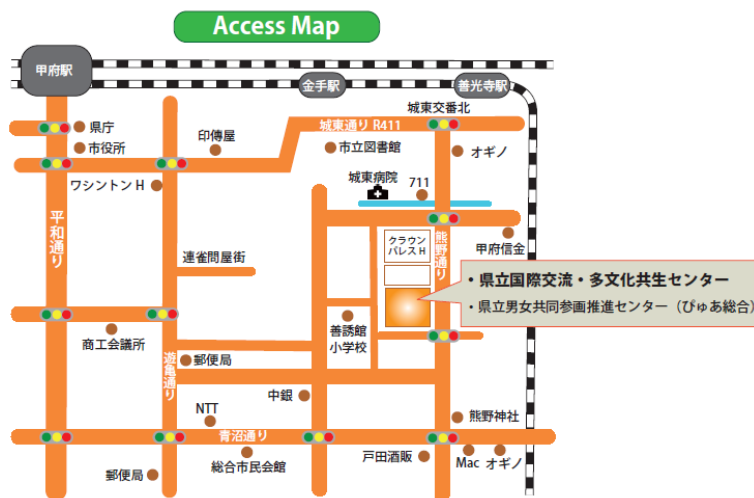 Access Map
甲府駅
金手駅
善光寺駅
城東交番北
県庁
市役所
印傳屋
城東通り R411
市立図書館
オギノ
ワシントン H
城東病院
711
平和通り
連雀問屋街
クラウン
パレス H
熊野通り
甲府信金
・県立国際交流・多文化共生センター
・県立男女共同参画推進センター（ぴゅあ総合）
商工会議所
遊亀通り
郵便局
善誘館
小学校
中銀
NTT
青沼通り
熊野神社
郵便局
総合市民会館
戸田酒販
Mac
オギノ